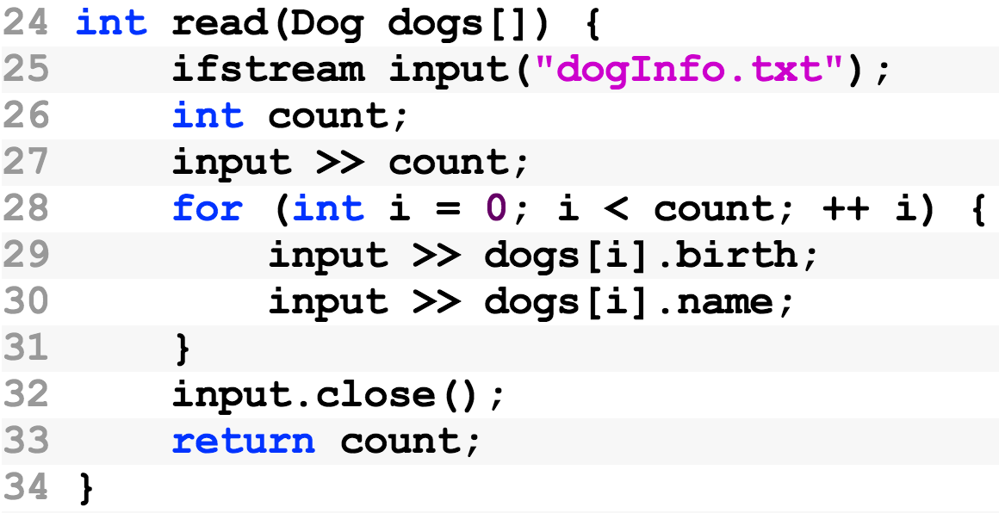 24 int read(Dog dogs[]) {
25     ifstream input("dogInfo.txt");
26     int count;
27     input >> count;
28     for (int i = 0; i < count; ++ i) {
29         input >> dogs[i].birth;
30         input >> dogs[i].name;
31     }
32     input.close();
33     return count;
34 }